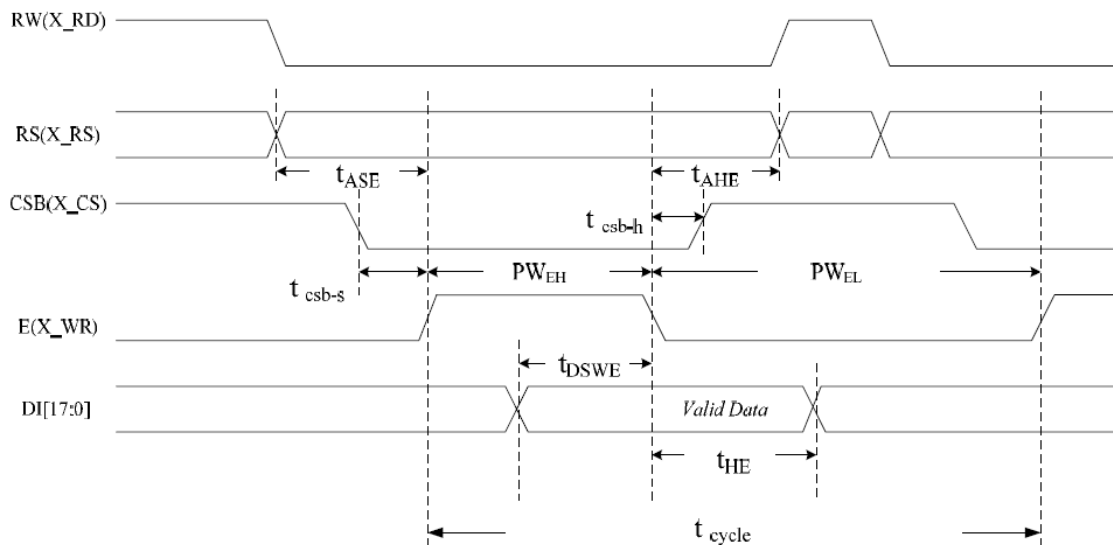 RW(X_RD)
RS(X_RS)
tASE
tAHE
CSB(X_CS)
t csb-h
t csb-s
PWEH
PWEL
E(X_WR)
tDSWE
DI[17:0]
Valid Data
tHE
t cycle